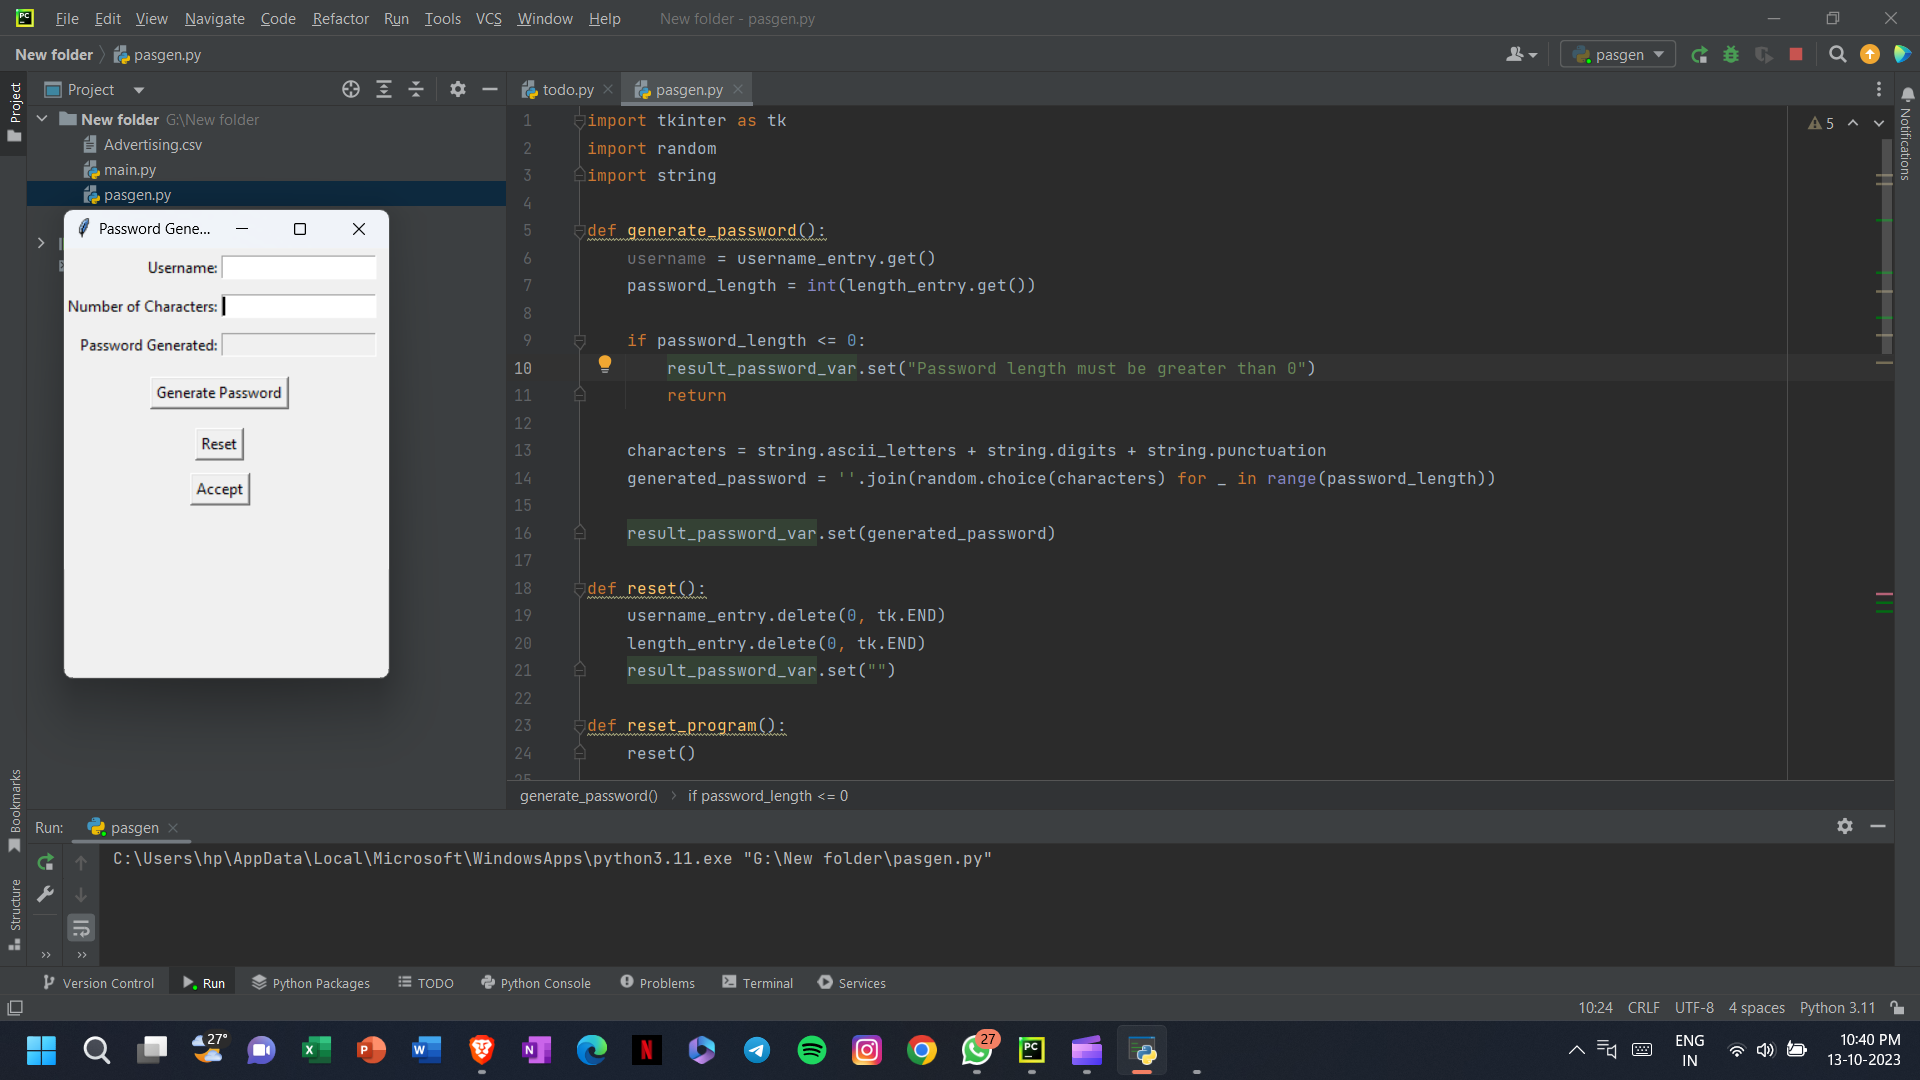 File Edit View Navigate Code Refactor Run Tools VCS Window Help New folder - pasgen.py
New folder pasgen.py
pasgen
Project
Project
todo.py
pasgen.py
Notifications
New folder G:\New folder
Advertising.csv
main.py
pasgen.py
Password Gene...
Username:
Number of Characters:
Password Generated:
Generate Password
Reset
Accept
5
1 import tkinter as tk
2 import random
3 import string
4
5 def generate_password():
6 username = username_entry.get()
7 password_length = int(length_entry.get())
8
9 if password_length <= 0:
10 result_password_var.set("Password length must be greater than 0")
11 return
12
13 characters = string.ascii_letters + string.digits + string.punctuation
14 generated_password = ''.join(random.choice(characters) for _ in range(password_length))
15
16 result_password_var.set(generated_password)
17
18 def reset():
19 username_entry.delete(0, tk.END)
20 length_entry.delete(0, tk.END)
21 result_password_var.set("")
22
23 def reset_program():
24 reset()
25
generate_password() if password_length <= 0
Bookmarks
Structure
Run: pasgen
C:\Users\hp\AppData\Local\Microsoft\WindowsApps\python3.11.exe "G:\New folder\pasgen.py"
Version Control Run Python Packages TODO Python Console Problems Terminal Services
10:24 CRLF UTF-8 4 spaces Python 3.11
27°
27
ENG
IN
10:40 PM
13-10-2023